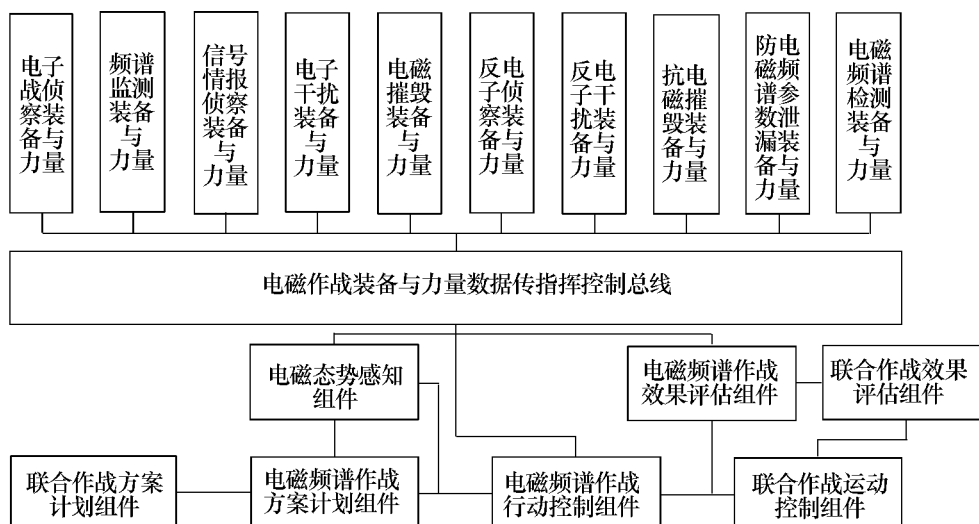 电子
战侦
察装
备与
力量
频谱
监测
装备
与
力量
信号
情报
侦察
装备
与
力量
电子
干扰
装备
与
力量
电磁
摧毁
装备
与
力量
反电
子侦
察装
备与
力量
反电
子干
扰装
备与
力量
抗电
磁摧
毁装
备与
力量
防电
磁频
谱参
数泄
漏装
备与
力量
电磁
频谱
检测
装备
与
力量
电磁作战装备与力量数据传指挥控制总线
电磁态势感知
组件
电磁频谱作战
效果评估组件
联合作战效果
评估组件
联合作战方案
计划组件
电磁频谱作战
方案计划组件
电磁频谱作战
行动控制组件
联合作战运动
控制组件